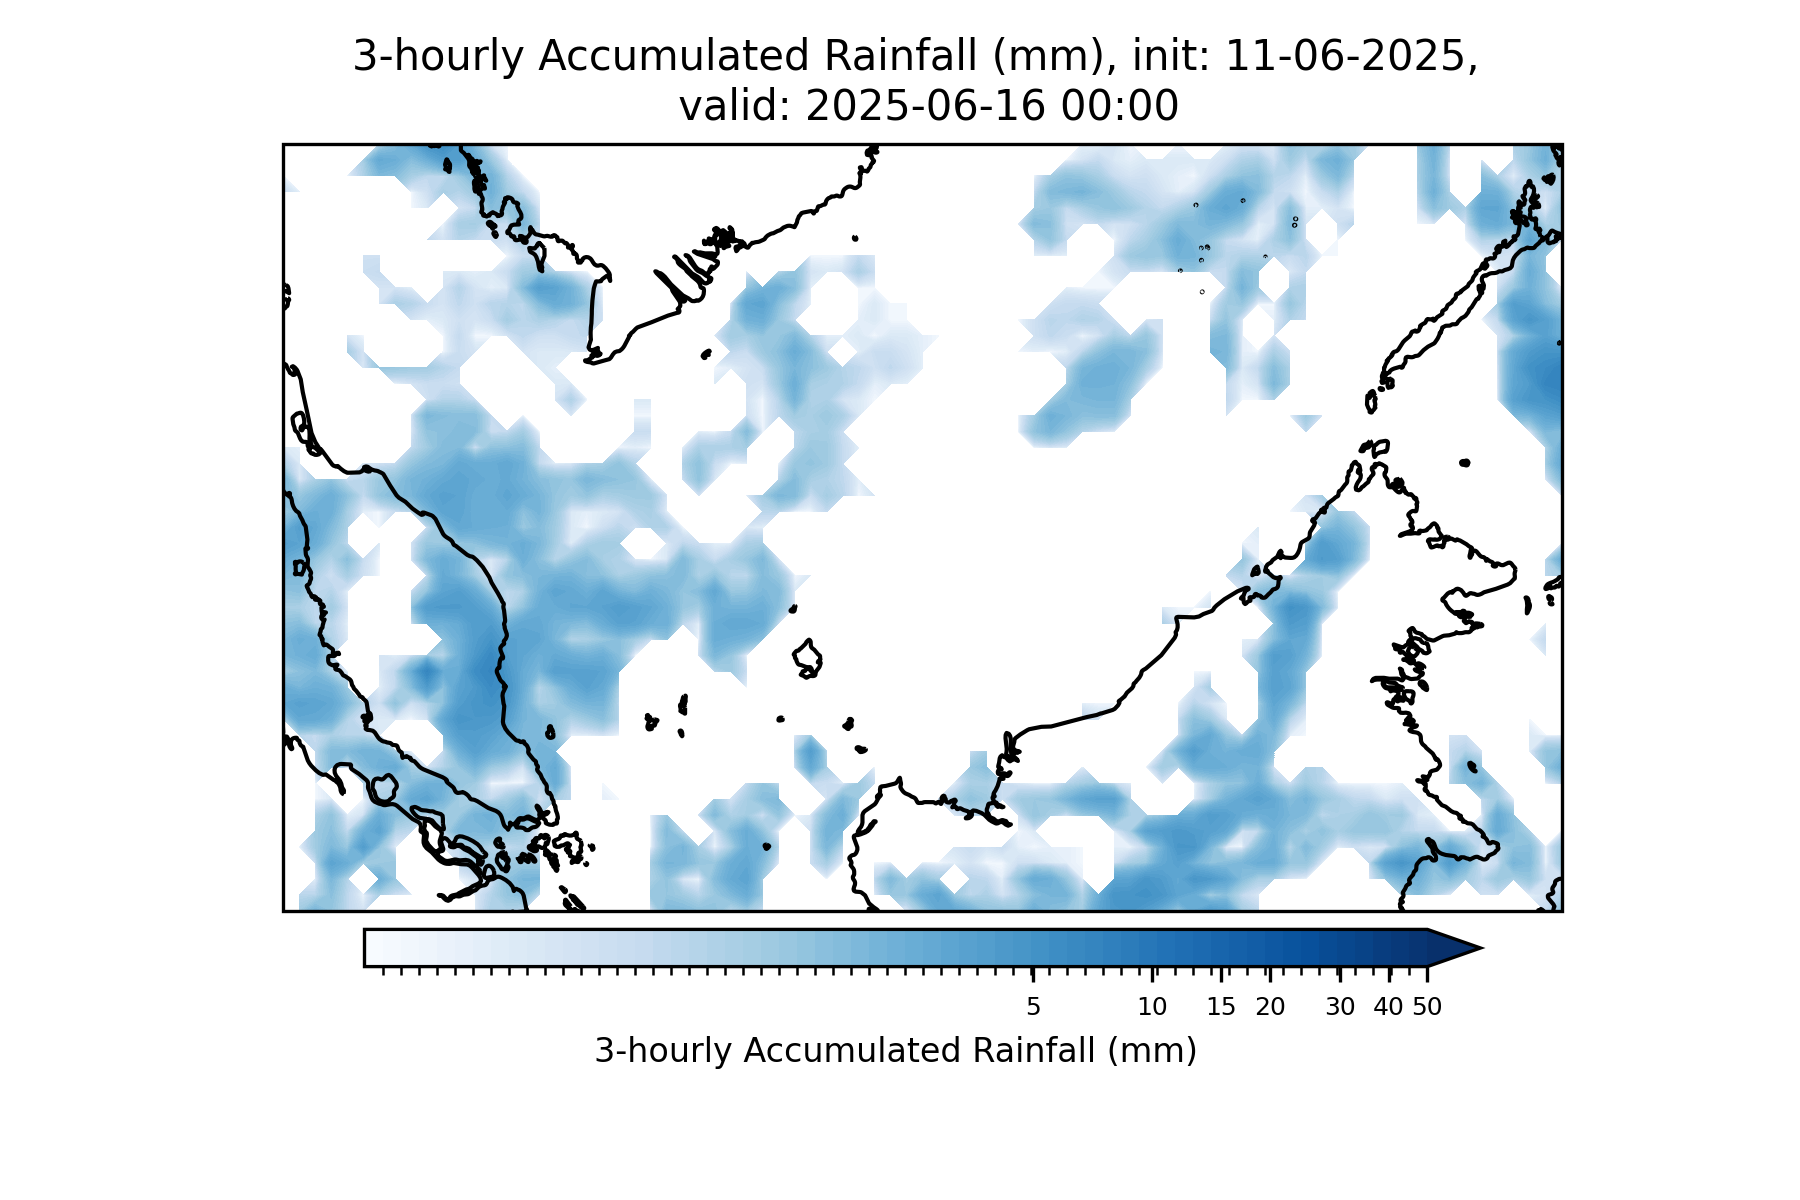 3-hourly Accumulated Rainfall (mm), init: 11-06-2025,
valid: 2025-06-16 00:00
5 10 15 20 30 40 50
3-hourly Accumulated Rainfall (mm)